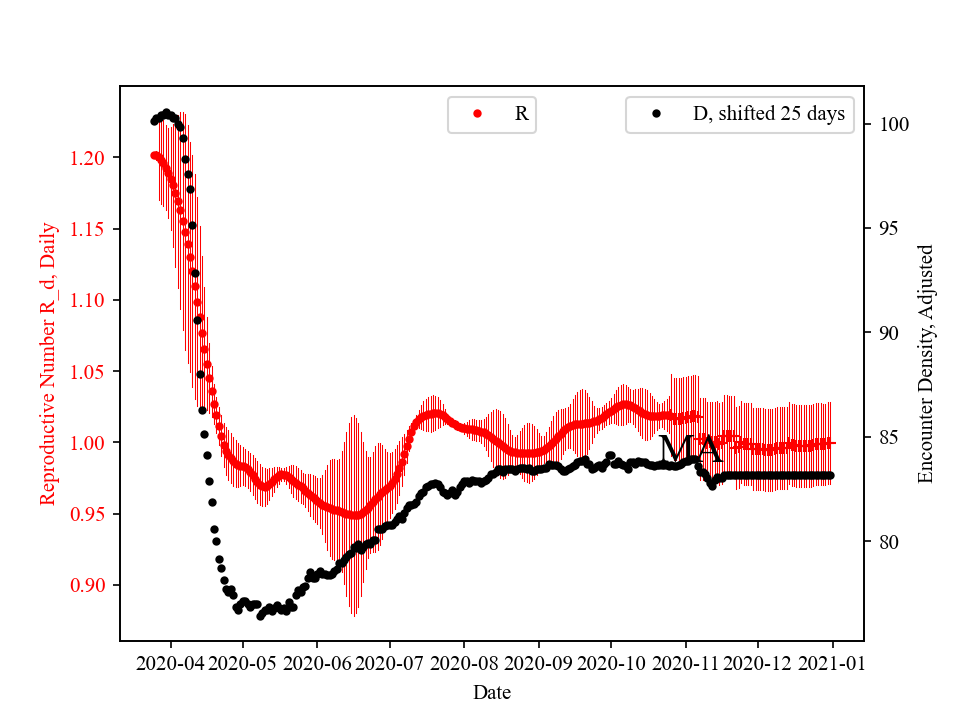 R
D, shifted 25 days
Reproductive Number R_d, Daily
1.20
1.15
1.10
1.05
1.00
0.95
0.90
100
95
90
85
80
Encounter Density, Adjusted
MA
2020-04 2020-05 2020-06 2020-07 2020-08 2020-09 2020-10 2020-11 2020-12 2021-01
Date